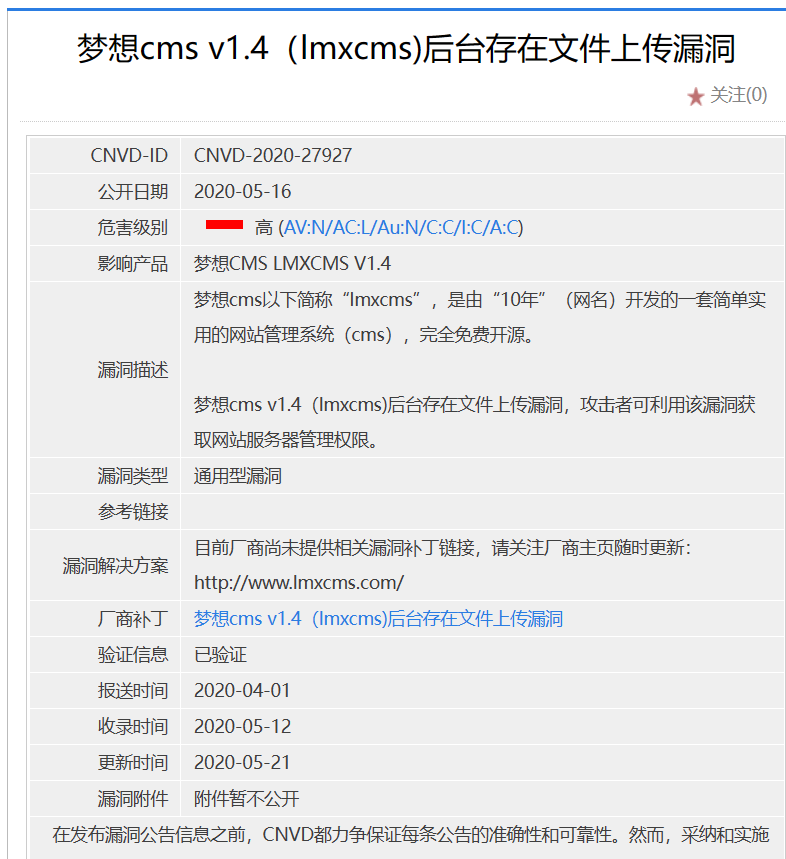 梦想cms v1.4（lmxcms)后台存在文件上传漏洞
关注(0)
CNVD-ID CNVD-2020-27927
公开日期 2020-05-16
危害级别 高 (AV:N/AC:L/Au:N/C:C/I:C/A:C)
影响产品 梦想CMS LMXCMS V1.4
漏洞描述
梦想cms以下简称“lmxcms”，是由“10年”（网名）开发的一套简单实
用的网站管理系统（cms），完全免费开源。
梦想cms v1.4（lmxcms)后台存在文件上传漏洞，攻击者可利用该漏洞获
取网站服务器管理权限。
漏洞类型 通用型漏洞
参考链接
漏洞解决方案
目前厂商尚未提供相关漏洞补丁链接，请关注厂商主页随时更新：
http://www.lmxcms.com/
厂商补丁 梦想cms v1.4（lmxcms)后台存在文件上传漏洞
验证信息 已验证
报送时间 2020-04-01
收录时间 2020-05-12
更新时间 2020-05-21
漏洞附件 附件暂不公开
在发布漏洞公告信息之前，CNVD都力争保证每条公告的准确性和可靠性。然而，采纳和实施